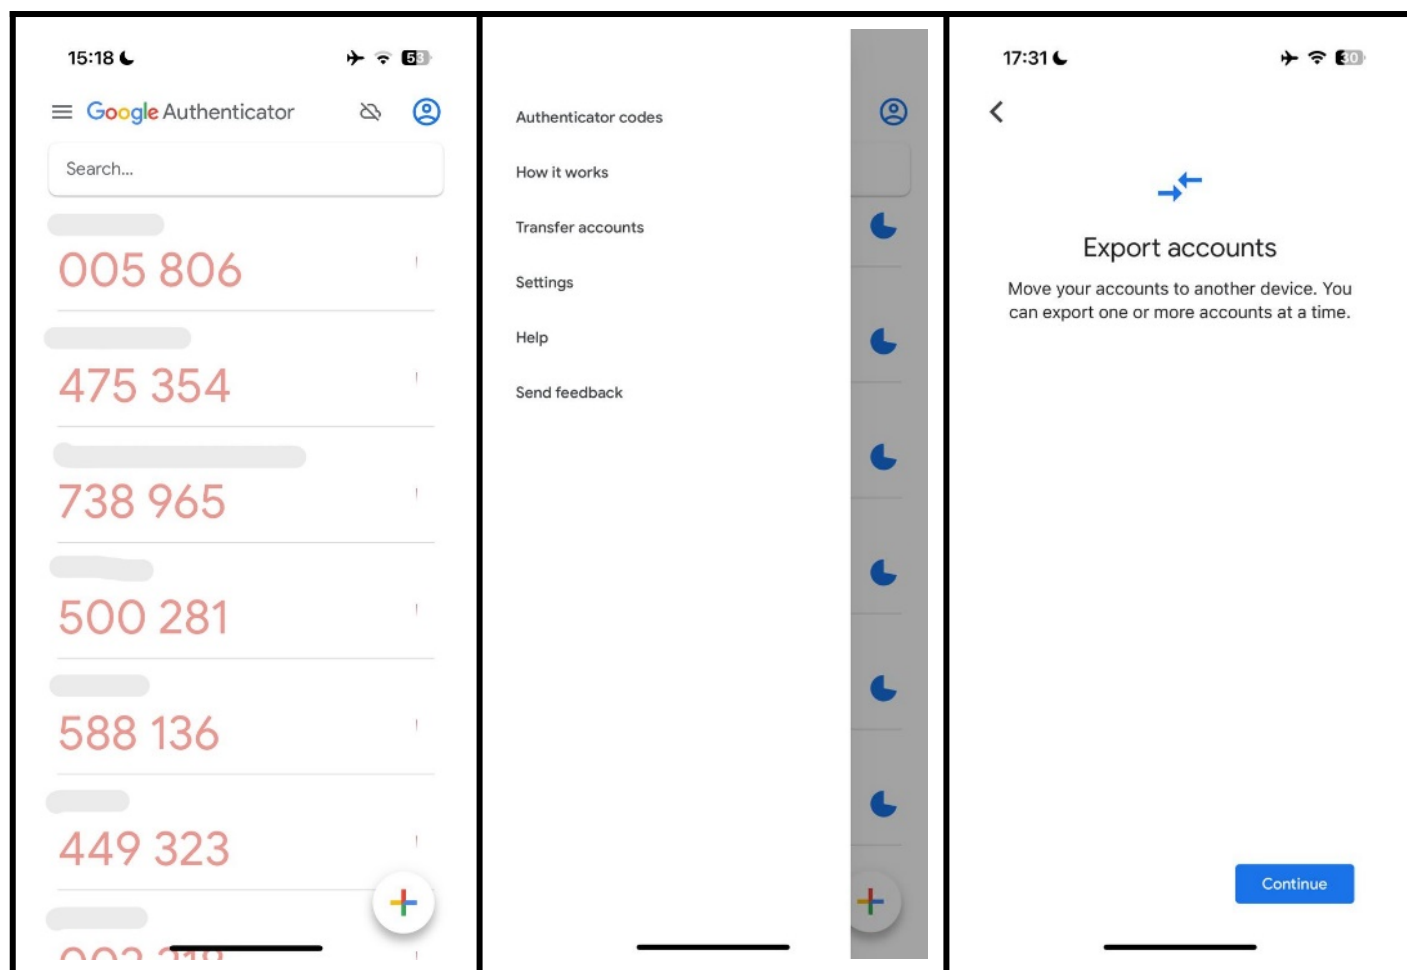 15:18
53
Google Authenticator
Search...
005 806
475 354
738 965
500 281
588 136
449 323
Authenticator codes
How it works
Transfer accounts
Settings
Help
Send feedback
17:31
30
Export accounts
Move your accounts to another device. You
can export one or more accounts at a time.
Continue